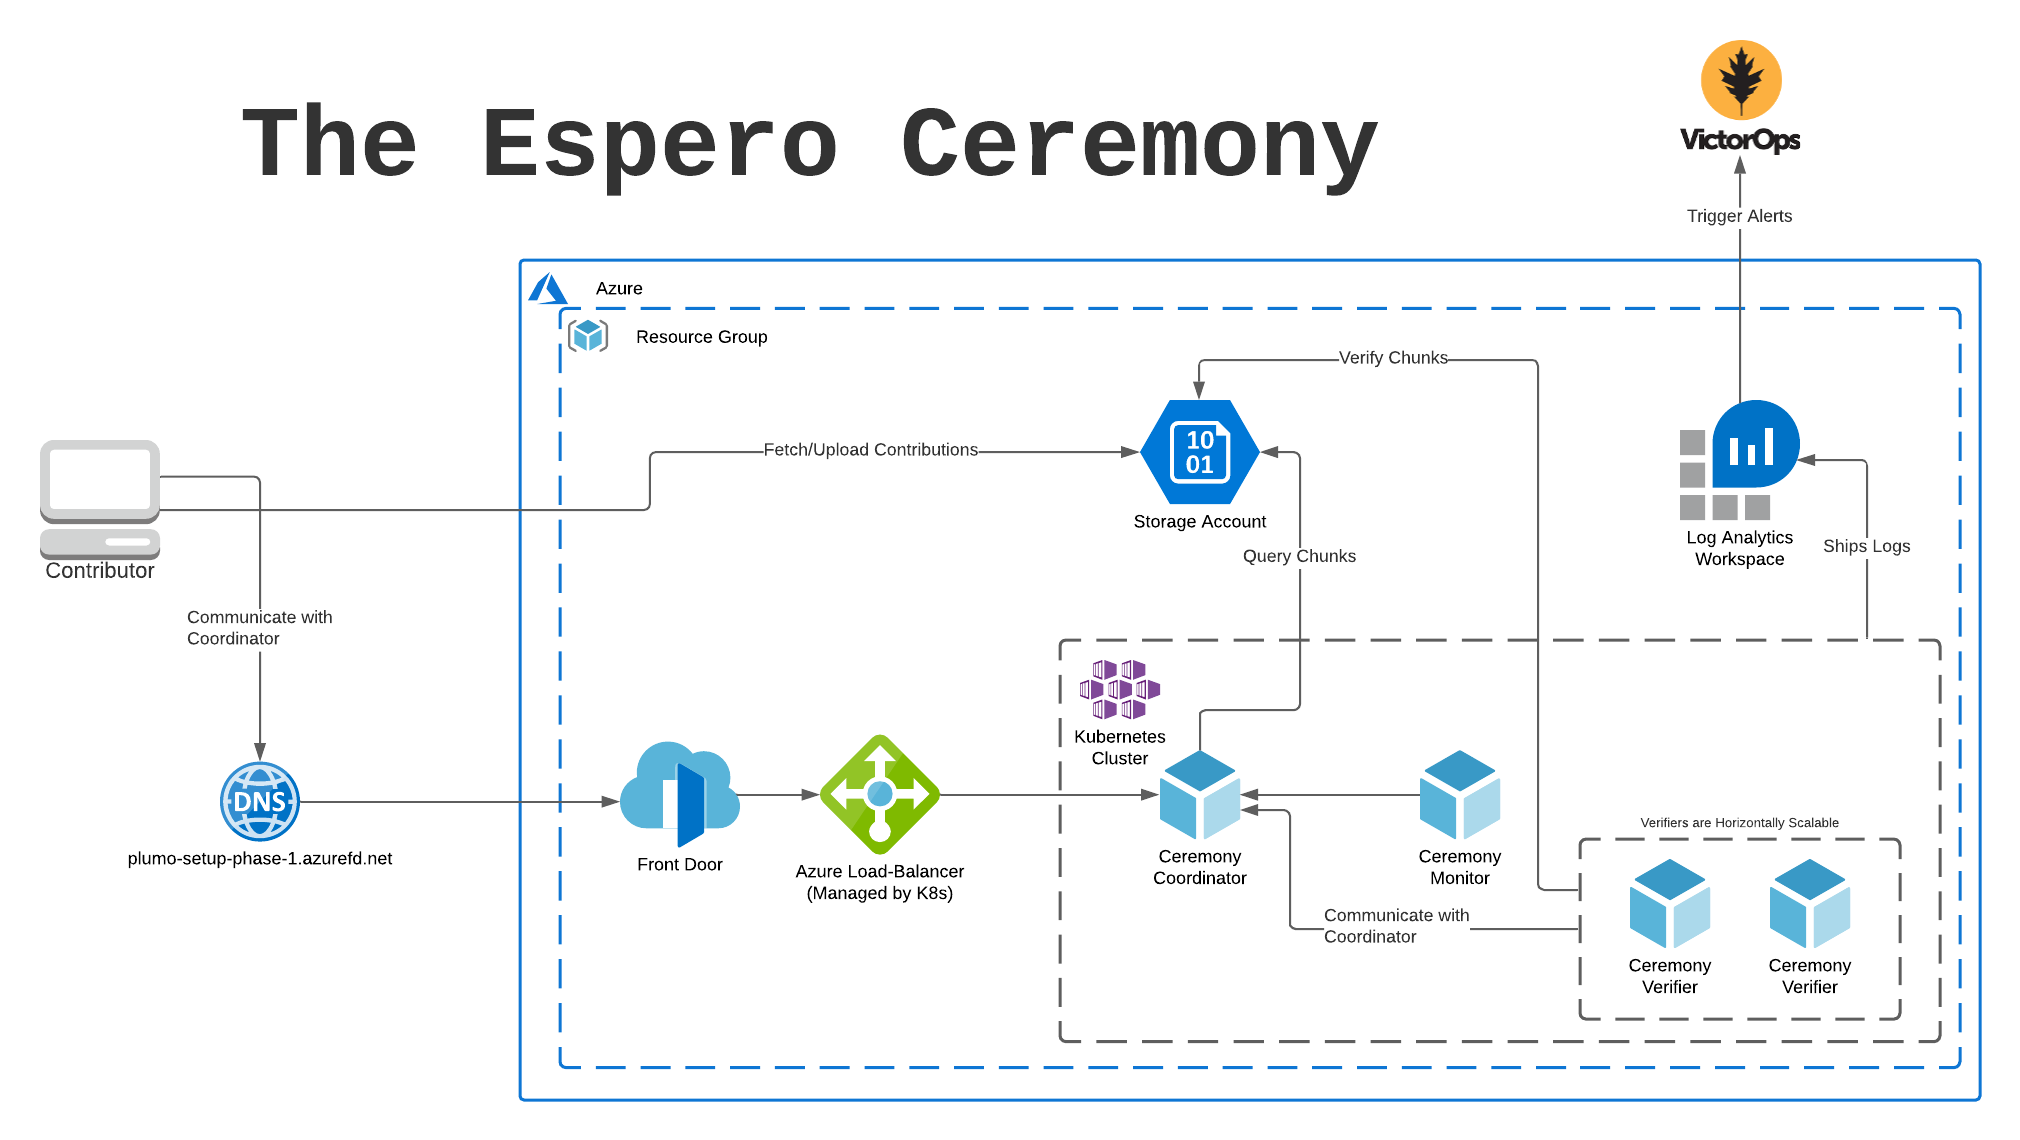 The Espero Ceremony
VictorOps
Trigger Alerts
Azure
Resource Group
Verify Chunks
Fetch/Upload Contributions
10
01
Storage Account
Query Chunks
Log Analytics
Workspace
Ships Logs
Contributor
Communicate with
Coordinator
DNS
plumo-setup-phase-1.azurefd.net
Front Door
Azure Load-Balancer
(Managed by K8s)
Kubernetes
Cluster
Ceremony
Coordinator
Ceremony
Monitor
Communicate with
Coordinator
Verifiers are Horizontally Scalable
Ceremony
Verifier
Ceremony
Verifier